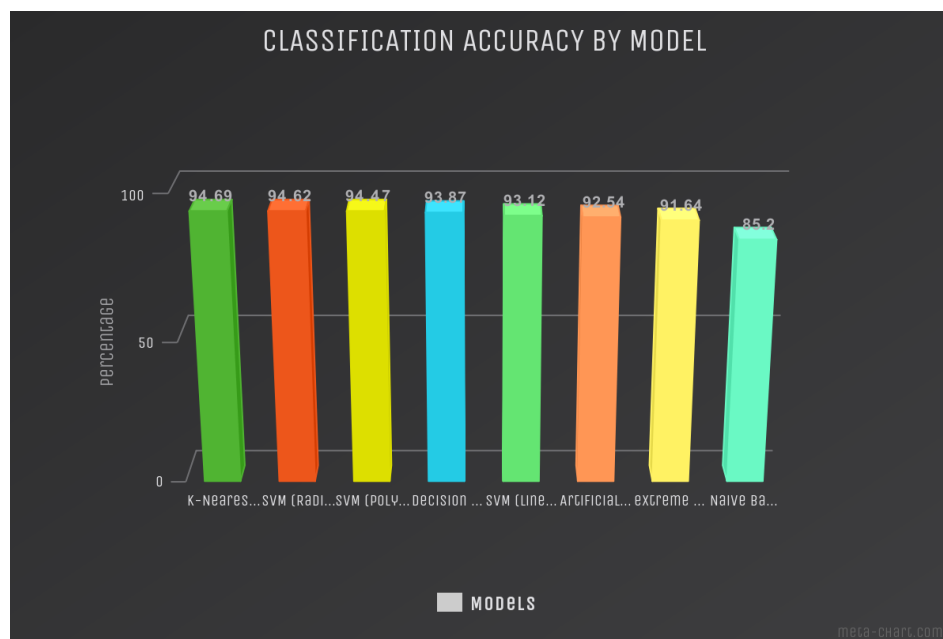 CLASSIFICATION ACCURACY BY MODEL
100
94.69 94.62 94.47 93.87 93.12 92.54 91.64 85.2
Percentage
50
0
K-Neares... SVM (Radi... SVM (Poly... Decision ... SVM (Line... Artificial... extreme ... Naive Ba...
Models
meta-chart.com